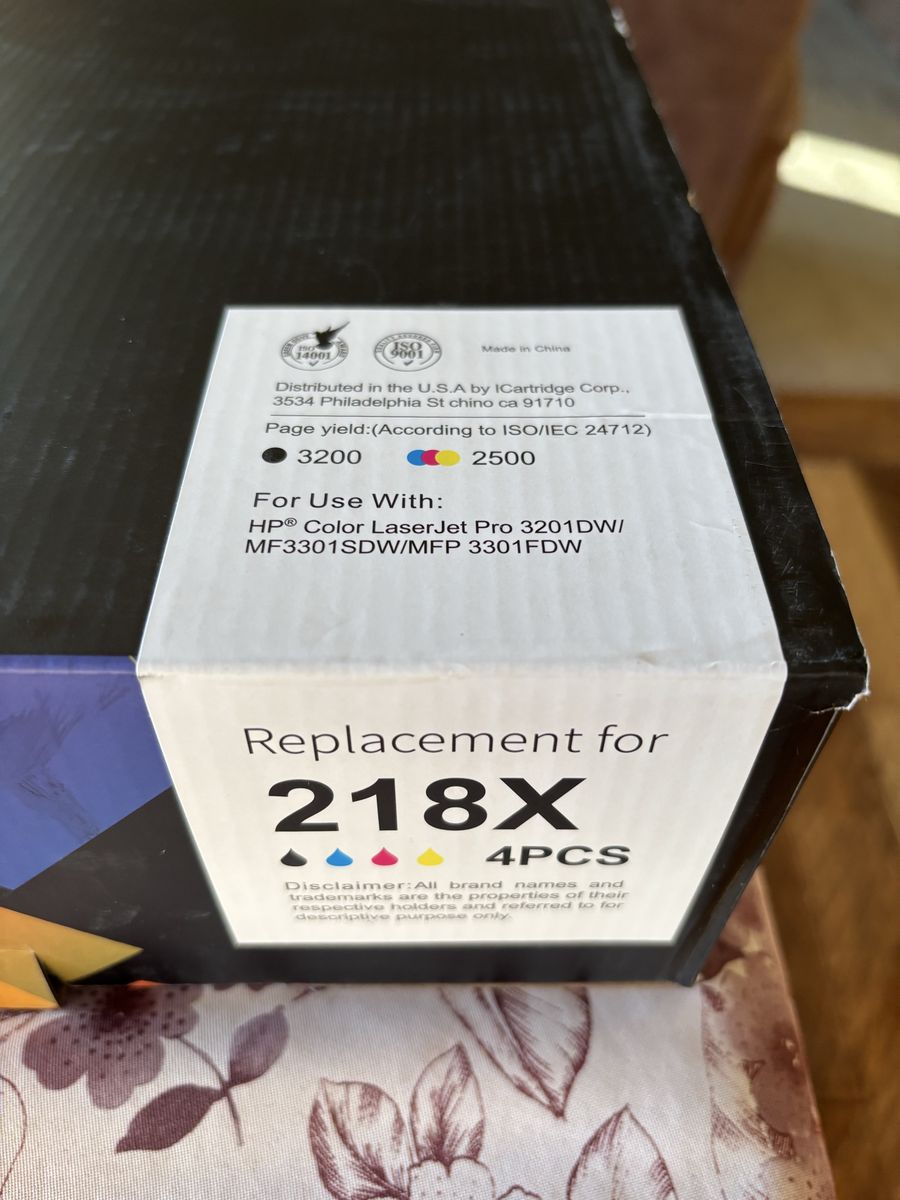 ISO
14001
ISO
9001
Made in China
Distributed in the U.S.A by ICartridge Corp.,
3534 Philadelphia St chino ca 91710
Page yield:(According to ISO/IEC 24712)
3200 2500
For Use With:
HP® Color LaserJet Pro 3201DW/
MF3301SDW/MFP 3301FDW
Replacement for
218X
4PCS
Disclaimer:All brand names and
trademarks are the properties of their
respective holders and referred to for
descriptive purpose only.